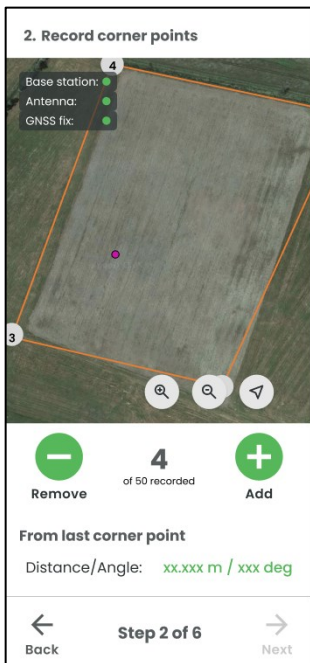 2. Record corner points
4
Base station:
Antenna:
GNSS fix:
3
4
of 50 recorded
Remove
Add
From last corner point
Distance/Angle: xx.xxx m / xxx deg
Back
Step 2 of 6
Next